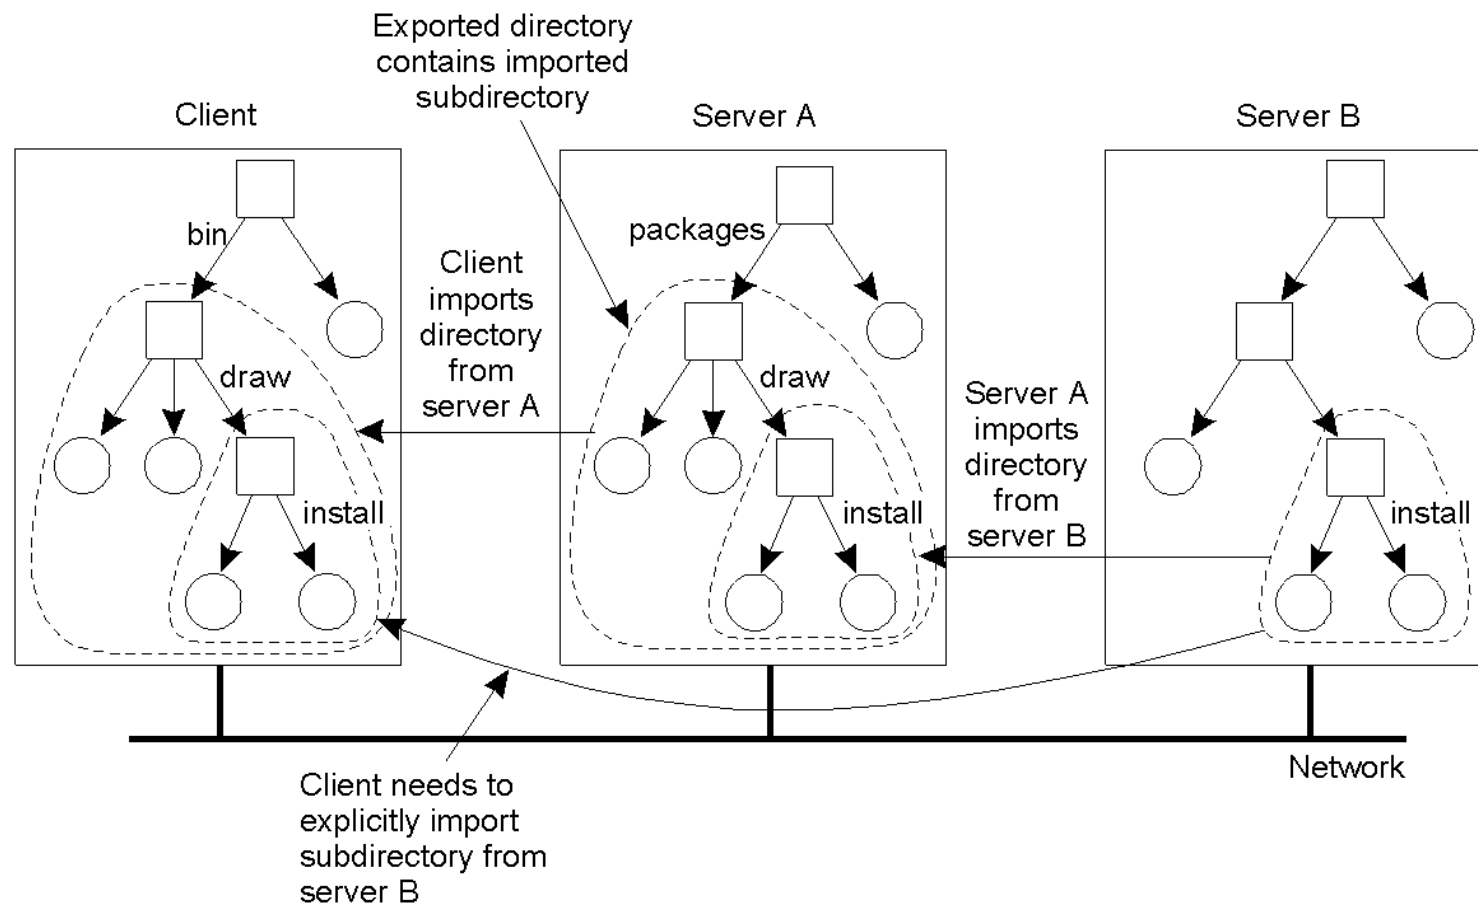 Exported directory
contains imported
subdirectory
Client
Server A
Server B
bin
packages
Client
imports
directory
from
server A
draw
draw
Server A
imports
directory
from
server B
install
install
install
Network
Client needs to
explicitly import
subdirectory from
server B